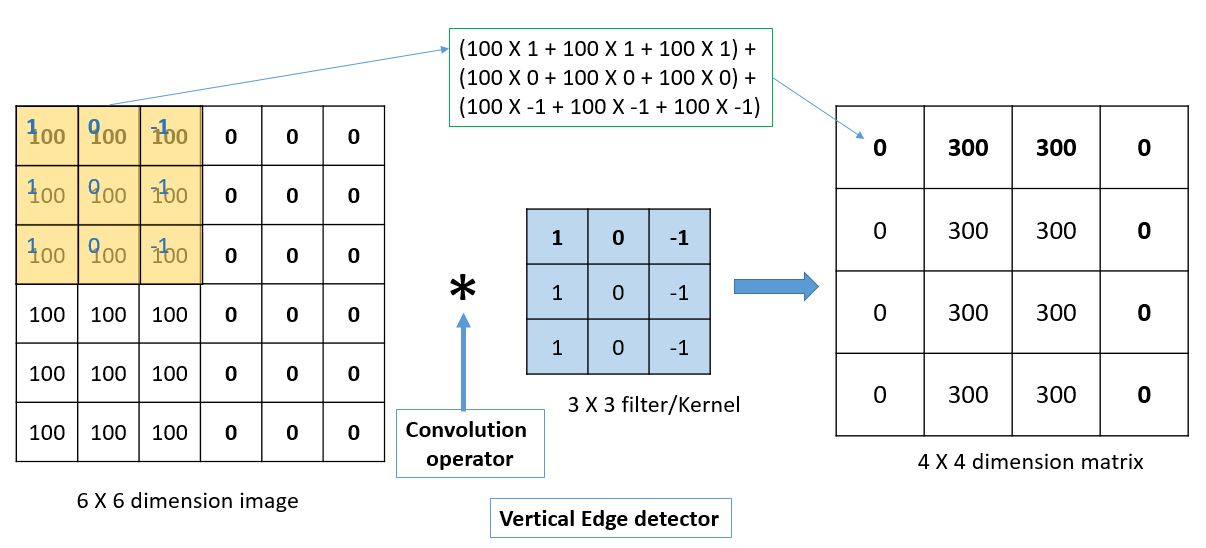 (100 X 1 + 100 X 1 + 100 X 1) +
(100 X 0 + 100 X 0 + 100 X 0) +
(100 X -1 + 100 X -1 + 100 X -1)
1 0 -1
100 100 100 0 0 0
1 0 -1
100 100 100 0 0 0
1 0 -1
100 100 100 0 0 0
100 100 100 0 0 0
100 100 100 0 0 0
100 100 100 0 0 0
6 X 6 dimension image
*
Convolution
operator
1 0 -1
1 0 -1
1 0 -1
3 X 3 filter/Kernel
0 300 300 0
0 300 300 0
0 300 300 0
0 300 300 0
4 X 4 dimension matrix
Vertical Edge detector